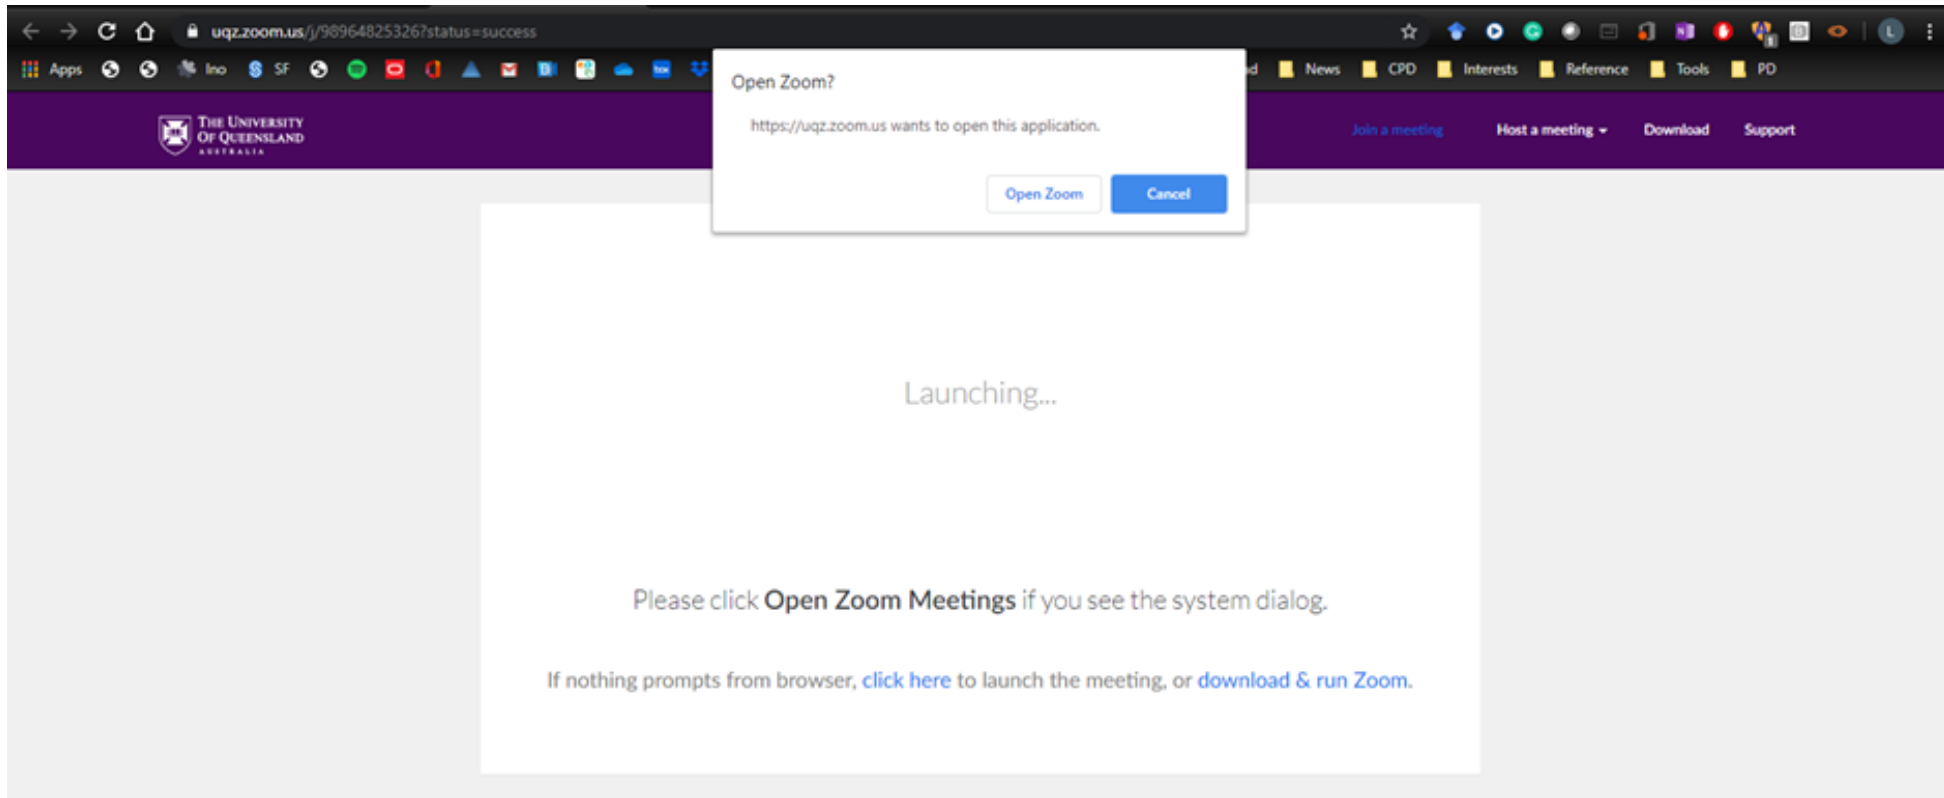 uqz.zoom.us/j/98964825326?status=success
Apps Ino SF News CPD Interests Reference Tools PD
Open Zoom?
https://uqz.zoom.us wants to open this application.
Open Zoom Cancel
THE UNIVERSITY
OF QUEENSLAND
AUSTRALIA
Join a meeting Host a meeting Download Support
Launching...
Please click Open Zoom Meetings if you see the system dialog.
If nothing prompts from browser, click here to launch the meeting, or download & run Zoom.